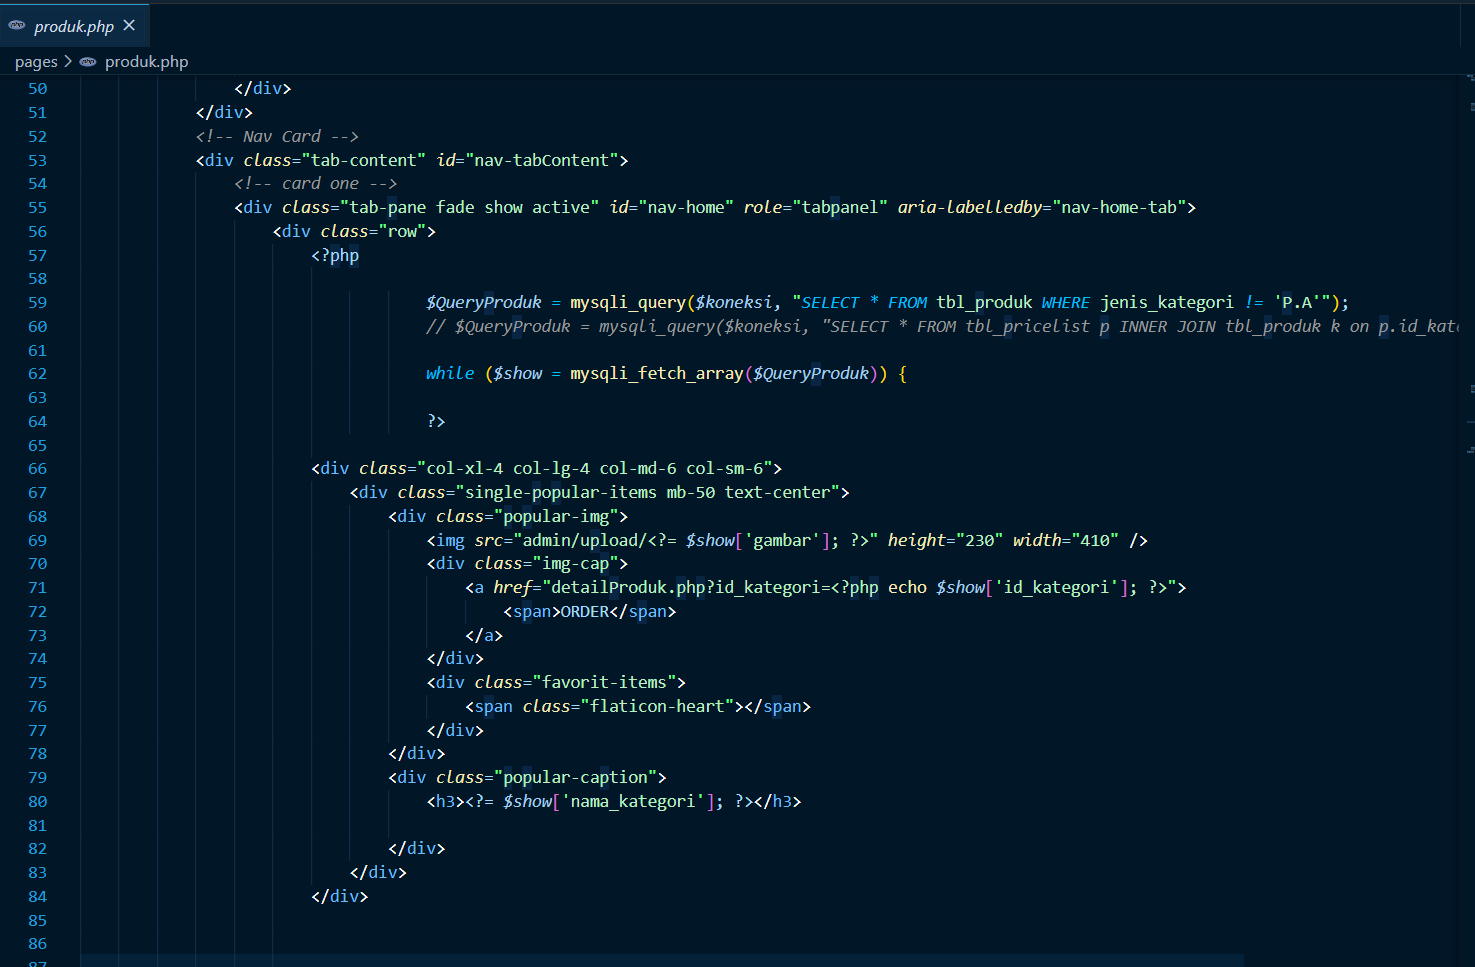 produk.php
pages > produk.php
50 </div>
51 </div>
52 <!-- Nav Card -->
53 <div class="tab-content" id="nav-tabContent">
54 <!-- card one -->
55 <div class="tab-pane fade show active" id="nav-home" role="tabpanel" aria-labelledby="nav-home-tab">
56 <div class="row">
57 <?php
58
59 $QueryProduk = mysqli_query($koneksi, "SELECT * FROM tbl_produk WHERE jenis_kategori != 'P.A'");
60 // $QueryProduk = mysqli_query($koneksi, "SELECT * FROM tbl_pricelist p INNER JOIN tbl_produk k on p.id_kat
61
62 while ($show = mysqli_fetch_array($QueryProduk)) {
63
64 ?>
65
66 <div class="col-xl-4 col-lg-4 col-md-6 col-sm-6">
67 <div class="single-popular-items mb-50 text-center">
68 <div class="popular-img">
69 <img src="admin/upload/<?= $show['gambar']; ?>" height="230" width="410" />
70 <div class="img-cap">
71 <a href="detailProduk.php?id_kategori=<?php echo $show['id_kategori']; ?>">
72 <span>ORDER</span>
73 </a>
74 </div>
75 <div class="favorit-items">
76 <span class="flaticon-heart"></span>
77 </div>
78 </div>
79 <div class="popular-caption">
80 <h3><?= $show['nama_kategori']; ?></h3>
81
82 </div>
83 </div>
84 </div>
85
86
87